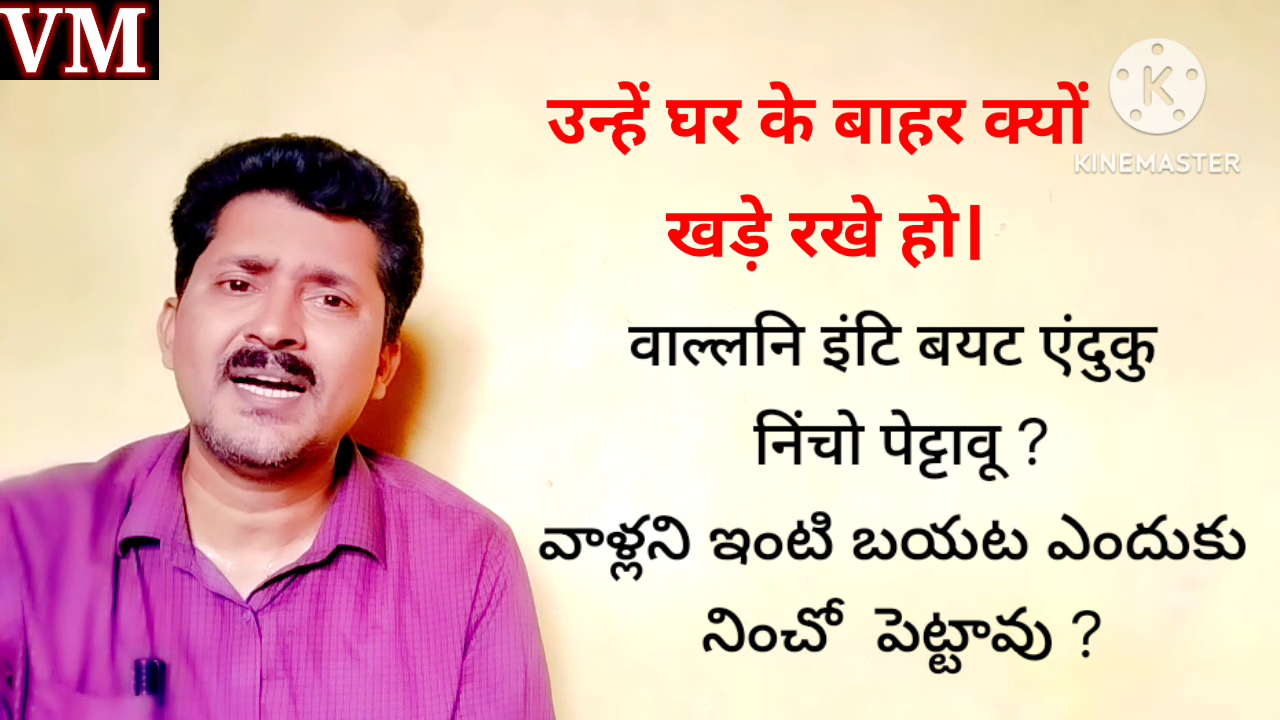 VM
उन्हें घर के बाहर क्यों
K
KINEMASTER
खड़े रखे हो।
वाल्लनि इंटि बयट एंदुकु
निंचो पेट्टावू ?
వాళ్లని ఇంటి బయట ఎందుకు
నించో పెట్టావు ?